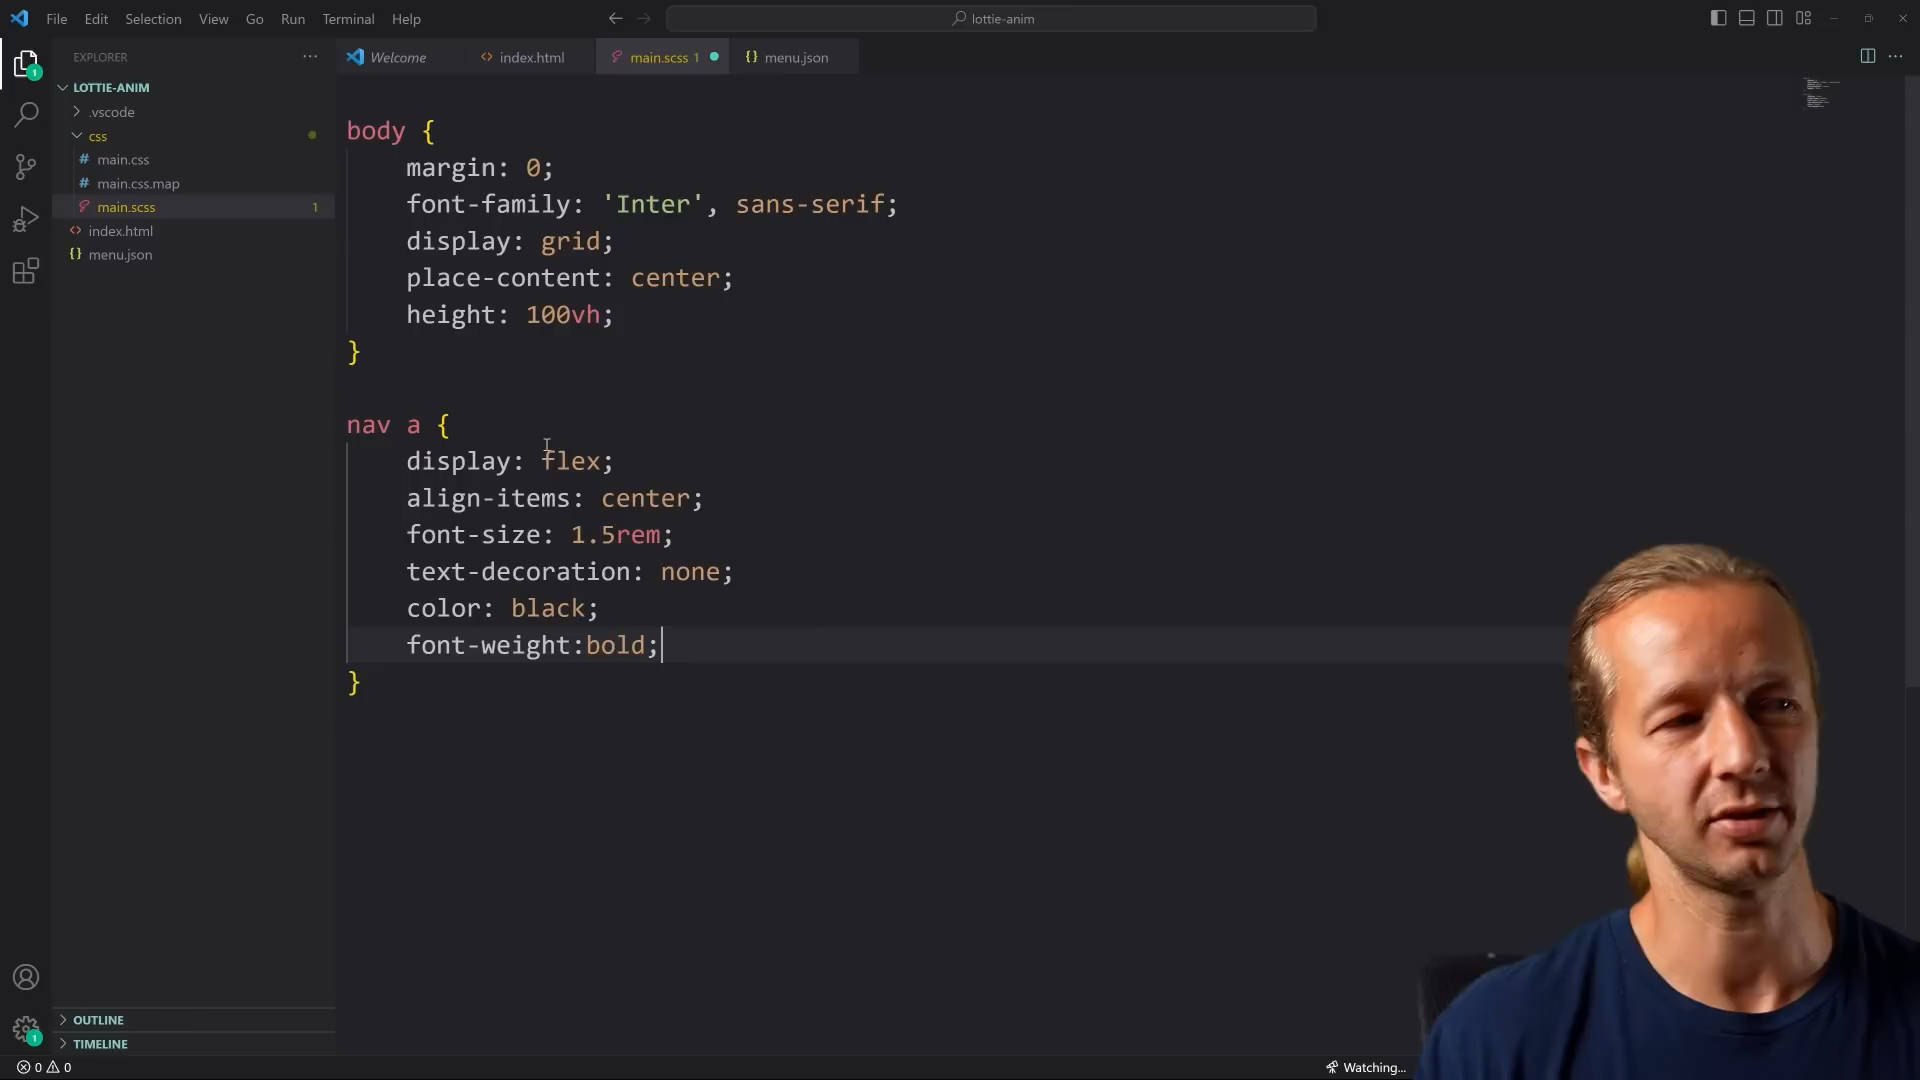 File Edit Selection View Go Run Terminal Help
lottie-anim
EXPLORER
Welcome
index.html
main.scss 1
menu.json
LOTTIE-ANIM
.vscode
css
# main.css
# main.css.map
main.scss 1
<> index.html
{} menu.json
body {
margin: 0;
font-family: 'Inter', sans-serif;
display: grid;
place-content: center;
height: 100vh;
}
nav a {
display: flex;
align-items: center;
font-size: 1.5rem;
text-decoration: none;
color: black;
font-weight:bold;
}
1
1
OUTLINE
TIMELINE
0 0
Watching...